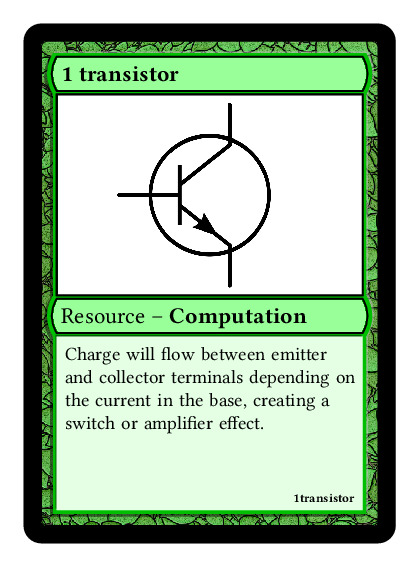 1 transistor
Resource – Computation
Charge will flow between emitter
and collector terminals depending on
the current in the base, creating a
switch or amplifier effect.
1transistor